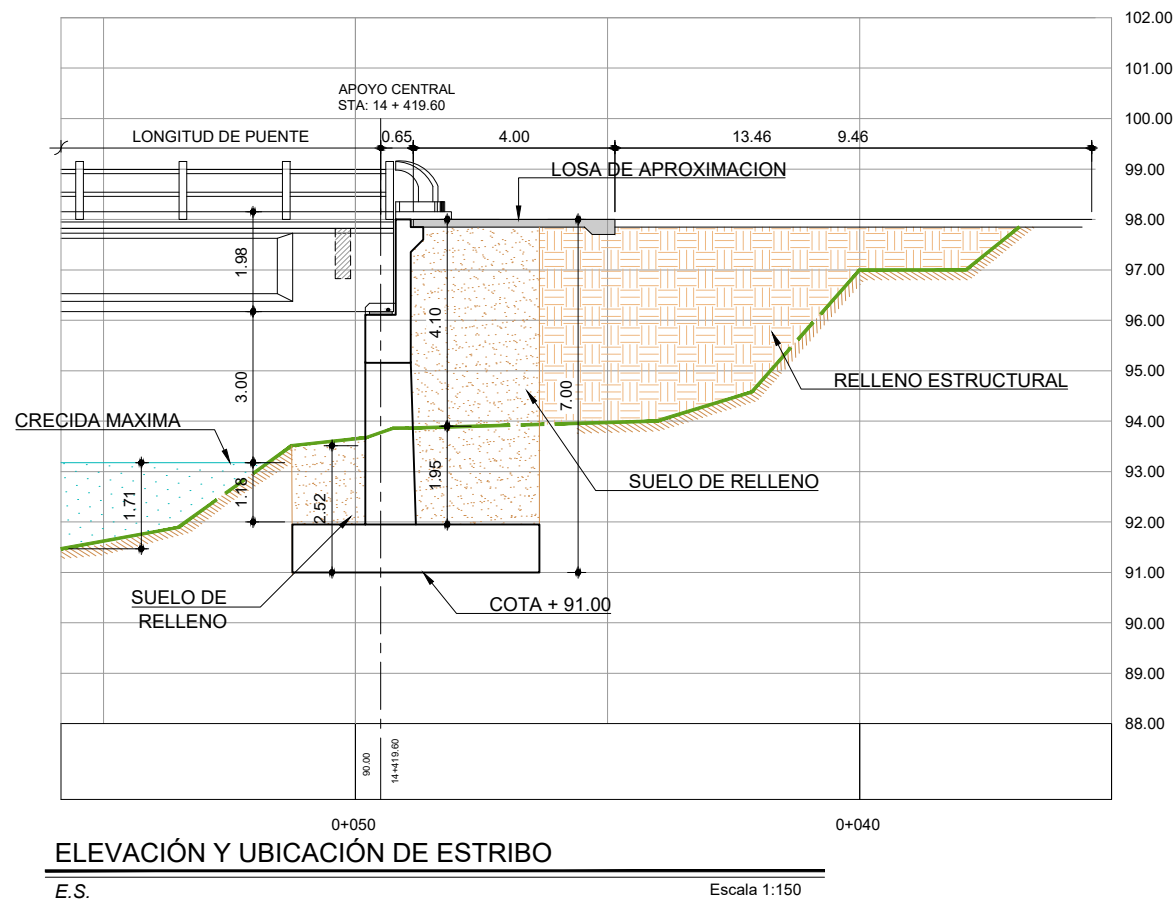 102.00
101.00
100.00
99.00
98.00
97.00
96.00
95.00
94.00
93.00
92.00
91.00
90.00
89.00
88.00
APOYO CENTRAL
STA: 14 + 419.60
LONGITUD DE PUENTE
0.65
4.00
13.46
9.46
LOSA DE APROXIMACION
1.98
4.10
3.00
7.00
RELLENO ESTRUCTURAL
CRECIDA MAXIMA
SUELO DE RELLENO
1.71
1.18
2.52
1.95
SUELO DE
RELLENO
COTA + 91.00
90.00
14+419.60
0+050
0+040
ELEVACIÓN Y UBICACIÓN DE ESTRIBO
E.S.
Escala 1:150